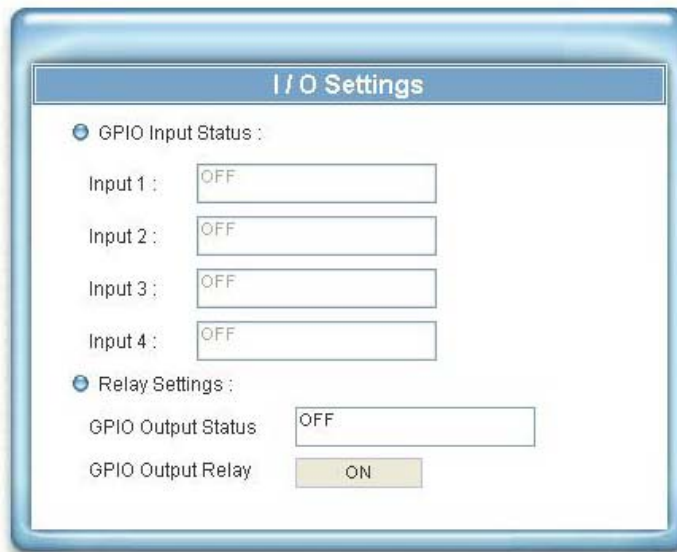 I / O Settings
GPIO Input Status :
Input 1 : OFF
Input 2 : OFF
Input 3 : OFF
Input 4 : OFF
Relay Settings :
GPIO Output Status OFF
GPIO Output Relay ON